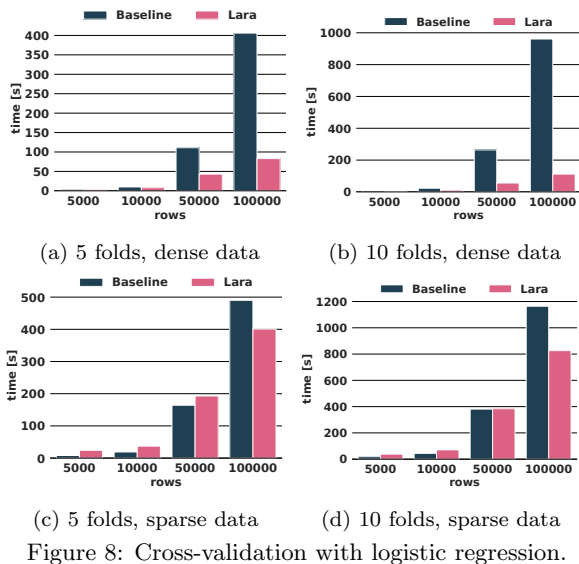 Baseline Lara
400
350
300
250
200
150
100
50
0
time [s]
5000 10000 50000 100000
rows
(a) 5 folds, dense data
Baseline Lara
1000
800
600
400
200
0
time [s]
5000 10000 50000 100000
rows
(b) 10 folds, dense data
Baseline Lara
500
400
300
200
100
0
time [s]
5000 10000 50000 100000
rows
(c) 5 folds, sparse data
Baseline Lara
1200
1000
800
600
400
200
0
time [s]
5000 10000 50000 100000
rows
(d) 10 folds, sparse data
Figure 8: Cross-validation with logistic regression.